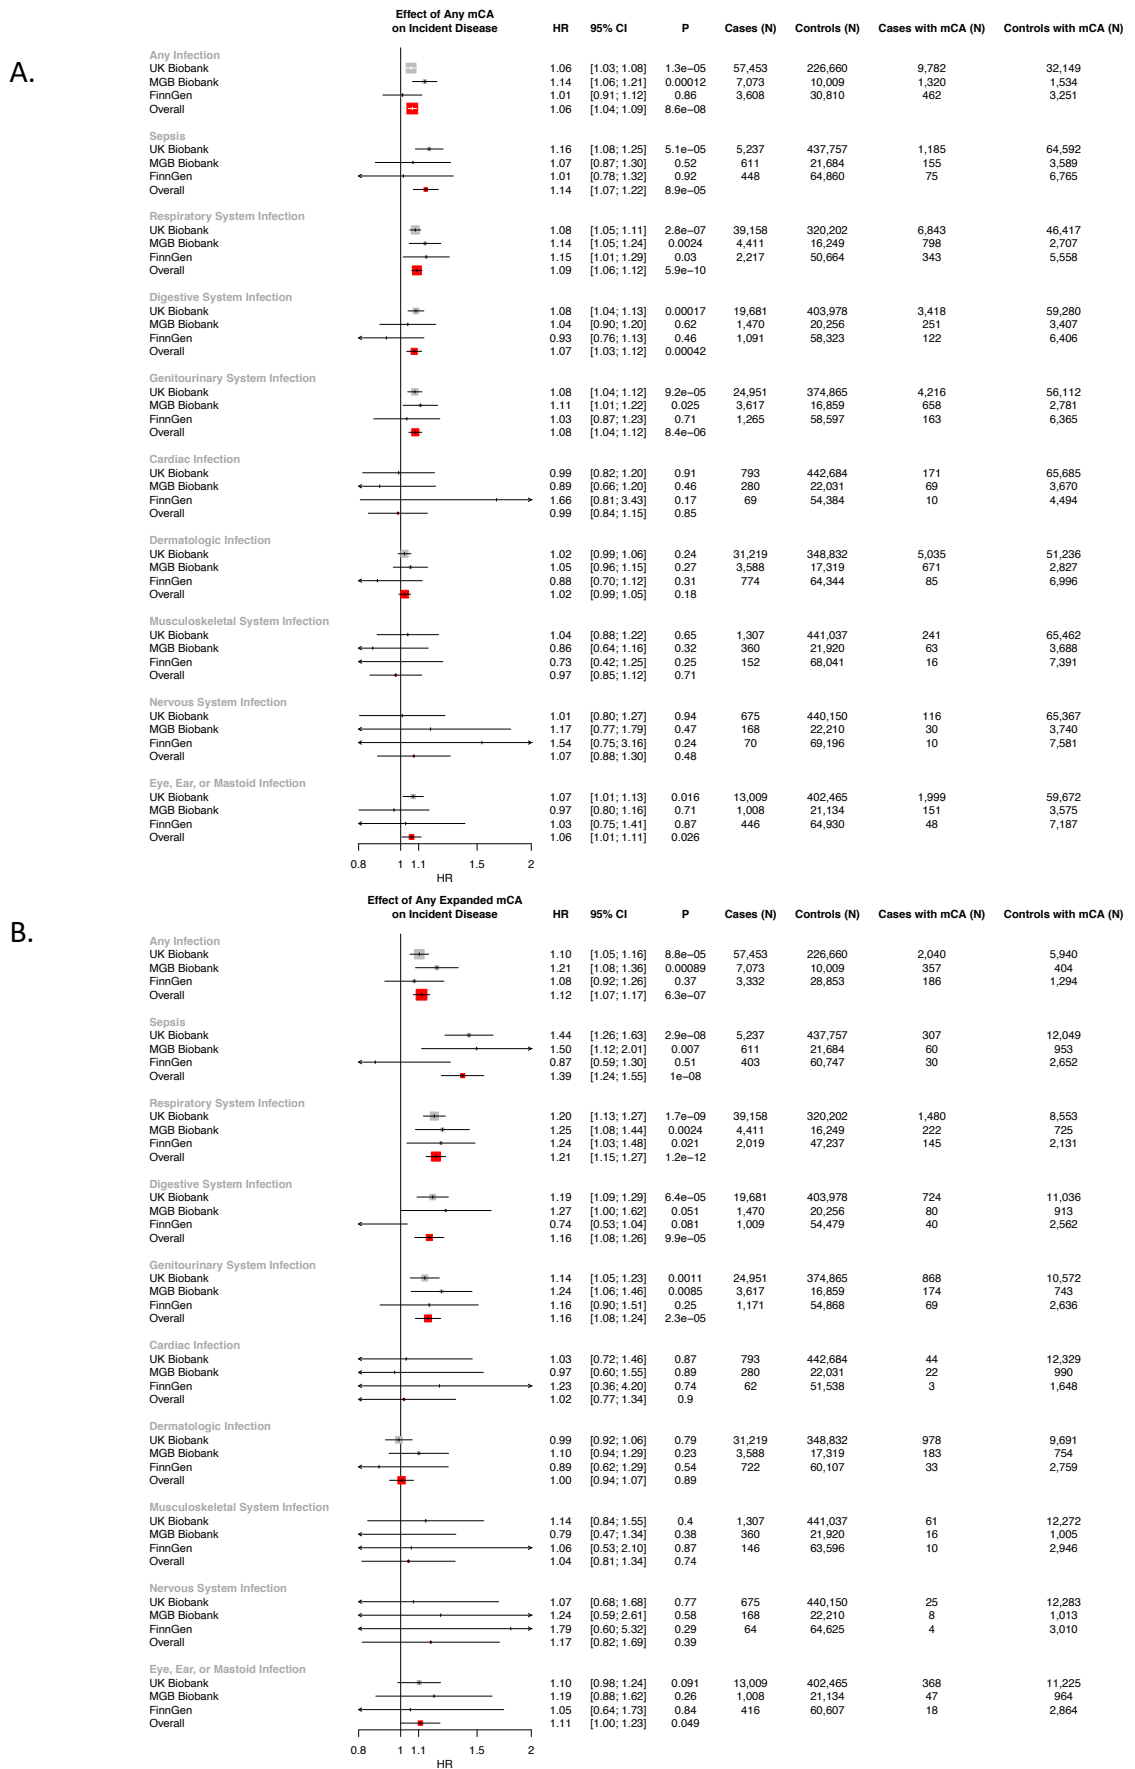 A.
Effect of Any mCA
on Incident Disease HR 95% CI P Cases (N) Controls (N) Cases with mCA (N) Controls with mCA (N)
Any Infection
UK Biobank 1.06 [1.03; 1.08] 1.3e−05 57,453 226,660 9,782 32,149
MGB Biobank 1.14 [1.06; 1.21] 0.00012 7,073 10,009 1,320 1,534
FinnGen 1.01 [0.91; 1.12] 0.86 3,608 30,810 462 3,251
Overall 1.06 [1.04; 1.09] 8.6e−08
Sepsis
UK Biobank 1.16 [1.08; 1.25] 5.1e−05 5,237 437,757 1,185 64,592
MGB Biobank 1.07 [0.87; 1.30] 0.52 611 21,684 155 3,589
FinnGen 1.01 [0.78; 1.32] 0.92 448 64,860 75 6,765
Overall 1.14 [1.07; 1.22] 8.9e−05
Respiratory System Infection
UK Biobank 1.08 [1.05; 1.11] 2.8e−07 39,158 320,202 6,843 46,417
MGB Biobank 1.14 [1.05; 1.24] 0.0024 4,411 16,249 798 2,707
FinnGen 1.15 [1.01; 1.29] 0.03 2,217 50,664 343 5,558
Overall 1.09 [1.06; 1.12] 5.9e−10
Digestive System Infection
UK Biobank 1.08 [1.04; 1.13] 0.00017 19,681 403,978 3,418 59,280
MGB Biobank 1.04 [0.90; 1.20] 0.62 1,470 20,256 251 3,407
FinnGen 0.93 [0.76; 1.13] 0.46 1,091 58,323 122 6,406
Overall 1.07 [1.03; 1.12] 0.00042
Genitourinary System Infection
UK Biobank 1.08 [1.04; 1.12] 9.2e−05 24,951 374,865 4,216 56,112
MGB Biobank 1.11 [1.01; 1.22] 0.025 3,617 16,859 658 2,781
FinnGen 1.03 [0.87; 1.23] 0.71 1,265 58,597 163 6,365
Overall 1.08 [1.04; 1.12] 8.4e−06
Cardiac Infection
UK Biobank 0.99 [0.82; 1.20] 0.91 793 442,684 171 65,685
MGB Biobank 0.89 [0.66; 1.20] 0.46 280 22,031 69 3,670
FinnGen 1.66 [0.81; 3.43] 0.17 69 54,384 10 4,494
Overall 0.99 [0.84; 1.15] 0.85
Dermatologic Infection
UK Biobank 1.02 [0.99; 1.06] 0.24 31,219 348,832 5,035 51,236
MGB Biobank 1.05 [0.96; 1.15] 0.27 3,588 17,319 671 2,827
FinnGen 0.88 [0.70; 1.12] 0.31 774 64,344 85 6,996
Overall 1.02 [0.99; 1.05] 0.18
Musculoskeletal System Infection
UK Biobank 1.04 [0.88; 1.22] 0.65 1,307 441,037 241 65,462
MGB Biobank 0.86 [0.64; 1.16] 0.32 360 21,920 63 3,688
FinnGen 0.73 [0.42; 1.25] 0.25 152 68,041 16 7,391
Overall 0.97 [0.85; 1.12] 0.71
Nervous System Infection
UK Biobank 1.01 [0.80; 1.27] 0.94 675 440,150 116 65,367
MGB Biobank 1.17 [0.77; 1.79] 0.47 168 22,210 30 3,740
FinnGen 1.54 [0.75; 3.16] 0.24 70 69,196 10 7,581
Overall 1.07 [0.88; 1.30] 0.48
Eye, Ear, or Mastoid Infection
UK Biobank 1.07 [1.01; 1.13] 0.016 13,009 402,465 1,999 59,672
MGB Biobank 0.97 [0.80; 1.16] 0.71 1,008 21,134 151 3,575
FinnGen 1.03 [0.75; 1.41] 0.87 446 64,930 48 7,187
Overall 1.06 [1.01; 1.11] 0.026
0.8 1 1.1 1.5 2
HR
B.
Effect of Any Expanded mCA
on Incident Disease HR 95% CI P Cases (N) Controls (N) Cases with mCA (N) Controls with mCA (N)
Any Infection
UK Biobank 1.10 [1.05; 1.16] 8.8e−05 57,453 226,660 2,040 5,940
MGB Biobank 1.21 [1.08; 1.36] 0.00089 7,073 10,009 357 404
FinnGen 1.08 [0.92; 1.26] 0.37 3,332 28,853 186 1,294
Overall 1.12 [1.07; 1.17] 6.3e−07
Sepsis
UK Biobank 1.44 [1.26; 1.63] 2.9e−08 5,237 437,757 307 12,049
MGB Biobank 1.50 [1.12; 2.01] 0.007 611 21,684 60 953
FinnGen 0.87 [0.59; 1.30] 0.51 403 60,747 30 2,652
Overall 1.39 [1.24; 1.55] 1e−08
Respiratory System Infection
UK Biobank 1.20 [1.13; 1.27] 1.7e−09 39,158 320,202 1,480 8,553
MGB Biobank 1.25 [1.08; 1.44] 0.0024 4,411 16,249 222 725
FinnGen 1.24 [1.03; 1.48] 0.021 2,019 47,237 145 2,131
Overall 1.21 [1.15; 1.27] 1.2e−12
Digestive System Infection
UK Biobank 1.19 [1.09; 1.29] 6.4e−05 19,681 403,978 724 11,036
MGB Biobank 1.27 [1.00; 1.62] 0.051 1,470 20,256 80 913
FinnGen 0.74 [0.53; 1.04] 0.081 1,009 54,479 40 2,562
Overall 1.16 [1.08; 1.26] 9.9e−05
Genitourinary System Infection
UK Biobank 1.14 [1.05; 1.23] 0.0011 24,951 374,865 868 10,572
MGB Biobank 1.24 [1.06; 1.46] 0.0085 3,617 16,859 174 743
FinnGen 1.16 [0.90; 1.51] 0.25 1,171 54,868 69 2,636
Overall 1.16 [1.08; 1.24] 2.3e−05
Cardiac Infection
UK Biobank 1.03 [0.72; 1.46] 0.87 793 442,684 44 12,329
MGB Biobank 0.97 [0.60; 1.55] 0.89 280 22,031 22 990
FinnGen 1.23 [0.36; 4.20] 0.74 62 51,538 3 1,648
Overall 1.02 [0.77; 1.34] 0.9
Dermatologic Infection
UK Biobank 0.99 [0.92; 1.06] 0.79 31,219 348,832 978 9,691
MGB Biobank 1.10 [0.94; 1.29] 0.23 3,588 17,319 183 754
FinnGen 0.89 [0.62; 1.29] 0.54 722 60,107 33 2,759
Overall 1.00 [0.94; 1.07] 0.89
Musculoskeletal System Infection
UK Biobank 1.14 [0.84; 1.55] 0.4 1,307 441,037 61 12,272
MGB Biobank 0.79 [0.47; 1.34] 0.38 360 21,920 16 1,005
FinnGen 1.06 [0.53; 2.10] 0.87 146 63,596 10 2,946
Overall 1.04 [0.81; 1.34] 0.74
Nervous System Infection
UK Biobank 1.07 [0.68; 1.68] 0.77 675 440,150 25 12,283
MGB Biobank 1.24 [0.59; 2.61] 0.58 168 22,210 8 1,013
FinnGen 1.79 [0.60; 5.32] 0.29 64 64,625 4 3,010
Overall 1.17 [0.82; 1.69] 0.39
Eye, Ear, or Mastoid Infection
UK Biobank 1.10 [0.98; 1.24] 0.091 13,009 402,465 368 11,225
MGB Biobank 1.19 [0.88; 1.62] 0.26 1,008 21,134 47 964
FinnGen 1.05 [0.64; 1.73] 0.84 416 60,607 18 2,864
Overall 1.11 [1.00; 1.23] 0.049
0.8 1 1.1 1.5 2
HR